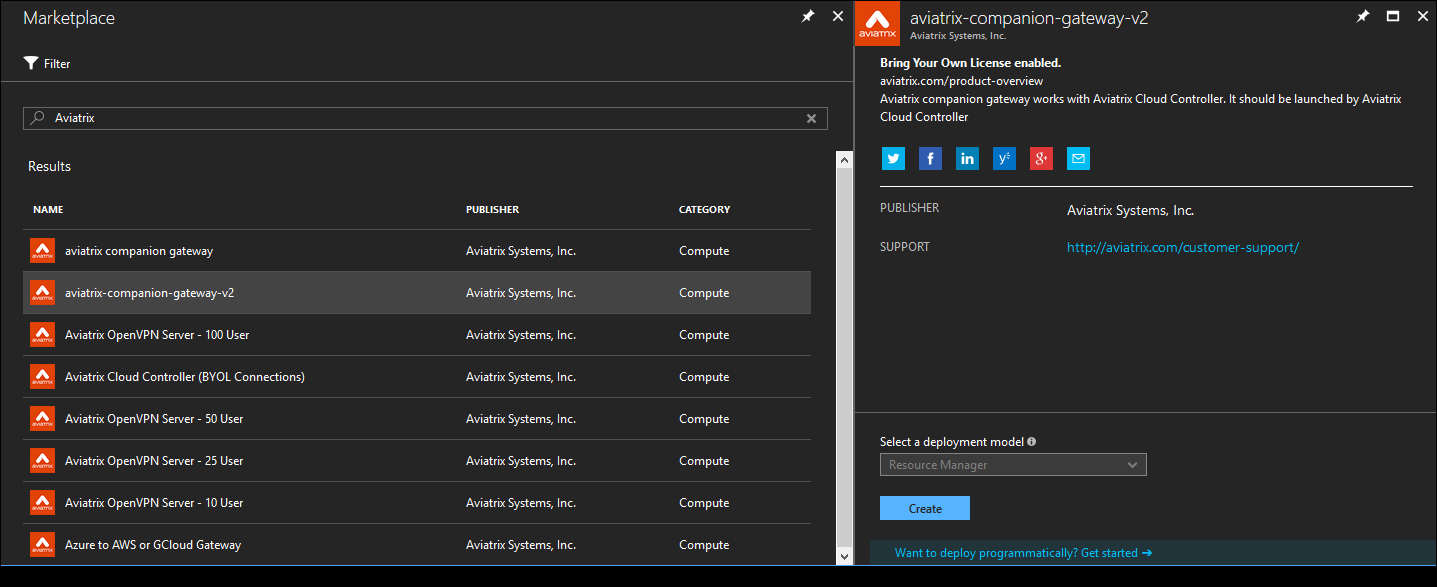 Marketplace
Filter
Aviatrix
Results
NAME PUBLISHER CATEGORY
aviatrix companion gateway Aviatrix Systems, Inc. Compute
aviatrix-companion-gateway-v2 Aviatrix Systems, Inc. Compute
Aviatrix OpenVPN Server - 100 User Aviatrix Systems, Inc. Compute
Aviatrix Cloud Controller (BYOL Connections) Aviatrix Systems, Inc. Compute
Aviatrix OpenVPN Server - 50 User Aviatrix Systems, Inc. Compute
Aviatrix OpenVPN Server - 25 User Aviatrix Systems, Inc. Compute
Aviatrix OpenVPN Server - 10 User Aviatrix Systems, Inc. Compute
Azure to AWS or GCloud Gateway Aviatrix Systems, Inc. Compute
aviatrix
aviatrix-companion-gateway-v2
Aviatrix Systems, Inc.
Bring Your Own License enabled.
aviatrix.com/product-overview
Aviatrix companion gateway works with Aviatrix Cloud Controller. It should be launched by Aviatrix
Cloud Controller
PUBLISHER Aviatrix Systems, Inc.
SUPPORT http://aviatrix.com/customer-support/
Select a deployment model
Resource Manager
Create
Want to deploy programmatically? Get started →